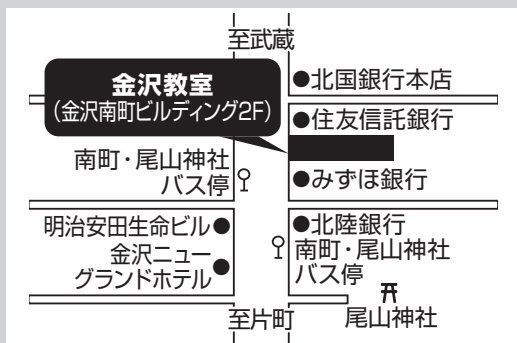 至武蔵
金沢教室
(金沢南町ビルディング2F)
●北国銀行本店
●住友信託銀行
南町・尾山神社
バス停
●みずほ銀行
明治安田生命ビル●
金沢ニュー
グランドホテル●
●北陸銀行
南町・尾山神社
バス停
至片町
尾山神社